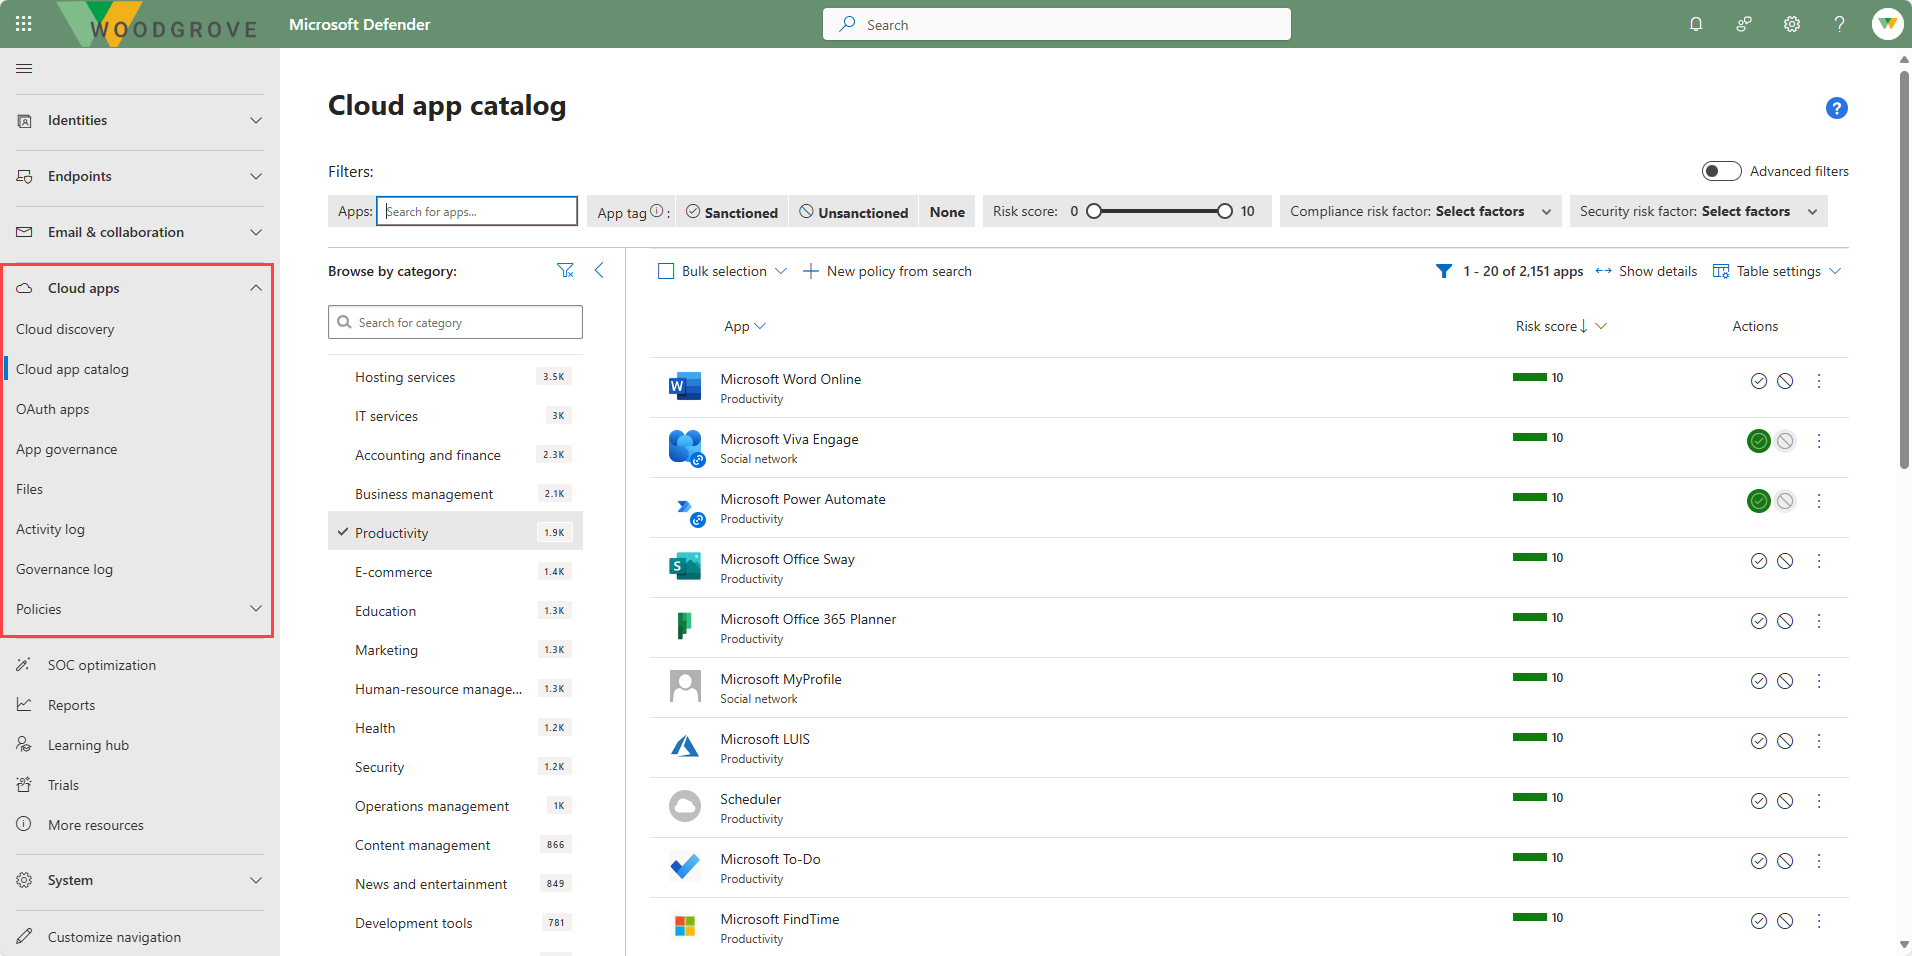 WOODGROVE
Microsoft Defender
Search
Identities
Endpoints
Email & collaboration
Cloud apps
Cloud discovery
Cloud app catalog
OAuth apps
App governance
Files
Activity log
Governance log
Policies
SOC optimization
Reports
Learning hub
Trials
More resources
System
Customize navigation
Cloud app catalog
?
Filters:
Advanced filters
Apps: Search for apps...
App tag : Sanctioned Unsanctioned None
Risk score: 0 10
Compliance risk factor: Select factors
Security risk factor: Select factors
Browse by category:
Search for category
Hosting services 3.5K
IT services 3K
Accounting and finance 2.3K
Business management 2.1K
Productivity 1.9K
E-commerce 1.4K
Education 1.3K
Marketing 1.3K
Human-resource manage... 1.3K
Health 1.2K
Security 1.2K
Operations management 1K
Content management 866
News and entertainment 849
Development tools 781
Bulk selection New policy from search 1 - 20 of 2,151 apps Show details Table settings
App Risk score Actions
Microsoft Word Online 10
Productivity
Microsoft Viva Engage 10
Social network
Microsoft Power Automate 10
Productivity
Microsoft Office Sway 10
Productivity
Microsoft Office 365 Planner 10
Productivity
Microsoft MyProfile 10
Social network
Microsoft LUIS 10
Productivity
Scheduler 10
Productivity
Microsoft To-Do 10
Productivity
Microsoft FindTime 10
Productivity